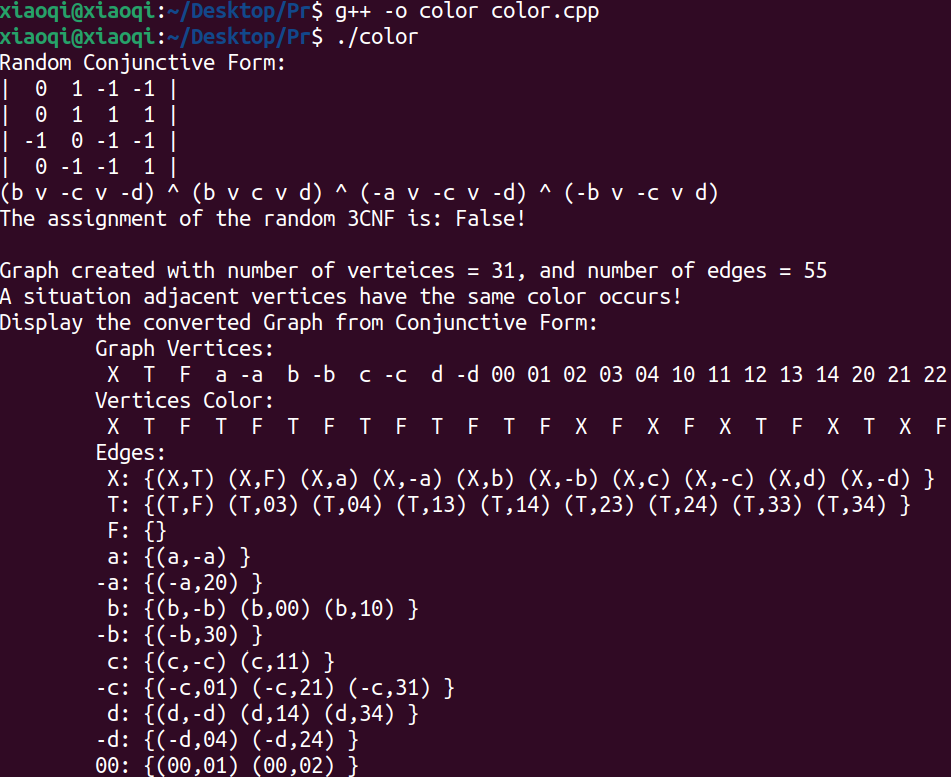 xiaoqi@xiaoqi:~/Desktop/Pr$ g++ -o color color.cpp
xiaoqi@xiaoqi:~/Desktop/Pr$ ./color
Random Conjunctive Form:
|  0  1 -1 -1 |
|  0  1  1  1 |
| -1  0 -1 -1 |
|  0 -1 -1  1 |
(b v -c v -d) ^ (b v c v d) ^ (-a v -c v -d) ^ (-b v -c v d)
The assignment of the random 3CNF is: False!
Graph created with number of verteices = 31, and number of edges = 55
A situation adjacent vertices have the same color occurs!
Display the converted Graph from Conjunctive Form:
Graph Vertices:
X  T  F  a -a  b -b  c -c  d -d 00 01 02 03 04 10 11 12 13 14 20 21 22
Vertices Color:
X  T  F  T  F  T  F  T  F  T  F  T  F  X  F  X  F  X  T  F  X  T  X  F
Edges:
X: {(X,T) (X,F) (X,a) (X,-a) (X,b) (X,-b) (X,c) (X,-c) (X,d) (X,-d) }
T: {(T,F) (T,03) (T,04) (T,13) (T,14) (T,23) (T,24) (T,33) (T,34) }
F: {}
a: {(a,-a) }
-a: {(-a,20) }
b: {(b,-b) (b,00) (b,10) }
-b: {(-b,30) }
c: {(c,-c) (c,11) }
-c: {(-c,01) (-c,21) (-c,31) }
d: {(d,-d) (d,14) (d,34) }
-d: {(-d,04) (-d,24) }
00: {(00,01) (00,02) }